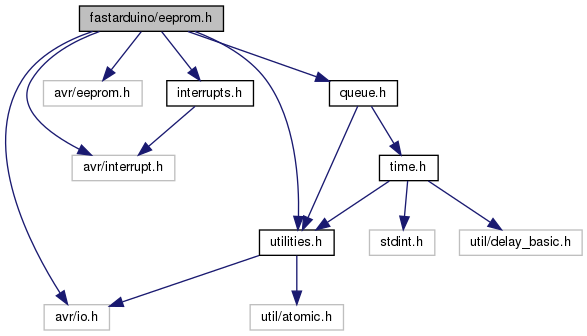 fastarduino/eeprom.h
avr/eeprom.h
interrupts.h
queue.h
avr/interrupt.h
time.h
utilities.h
stdint.h
util/delay_basic.h
avr/io.h
util/atomic.h